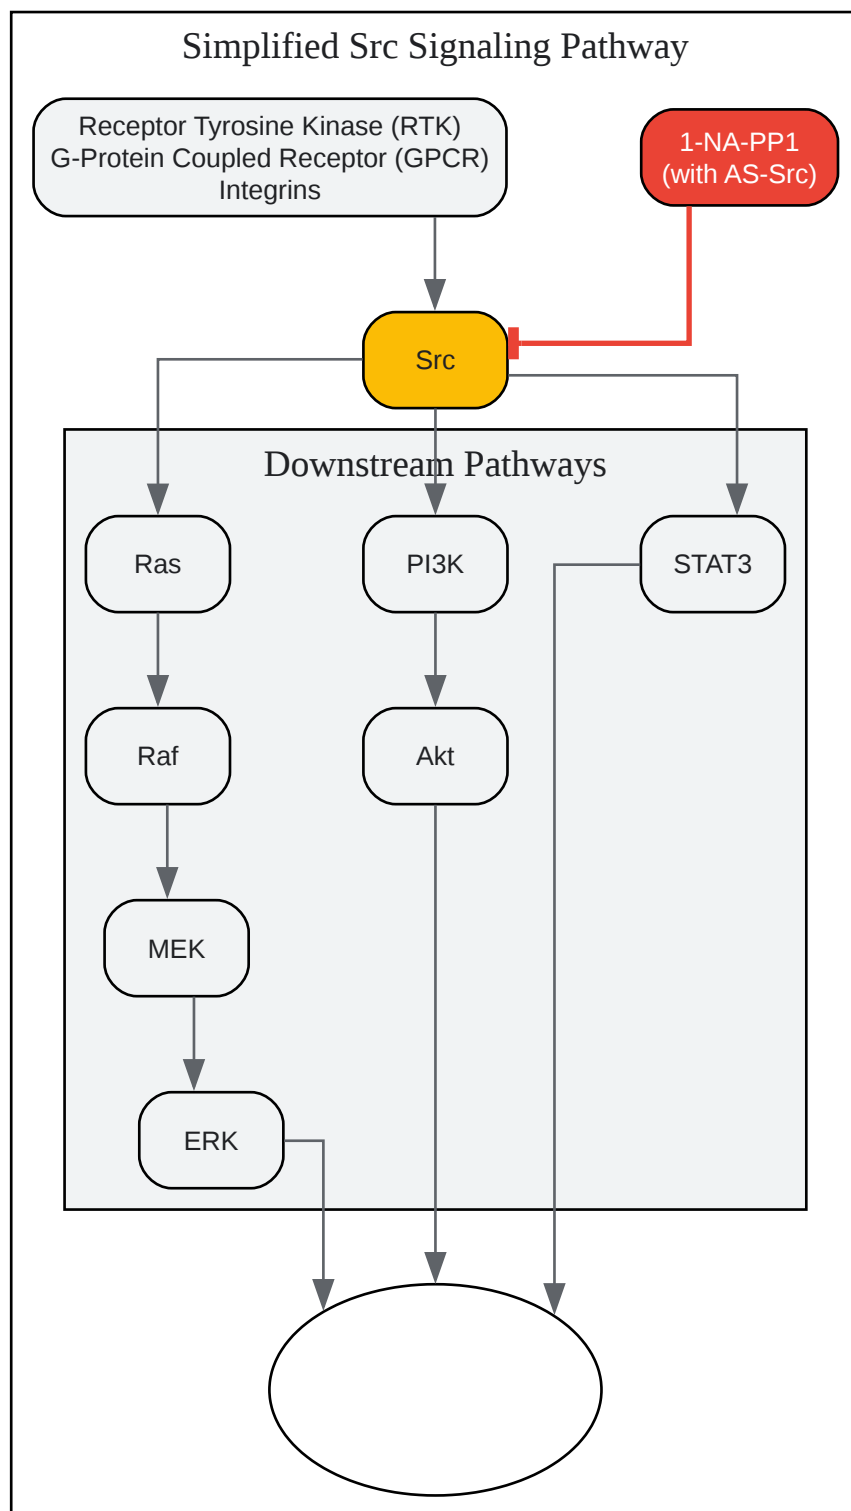 Simplified Src Signaling Pathway
Receptor Tyrosine Kinase (RTK)
G-Protein Coupled Receptor (GPCR)
Integrins
1-NA-PP1
(with AS-Src)
Src
Downstream Pathways
Ras
PI3K
STAT3
Raf
Akt
MEK
ERK